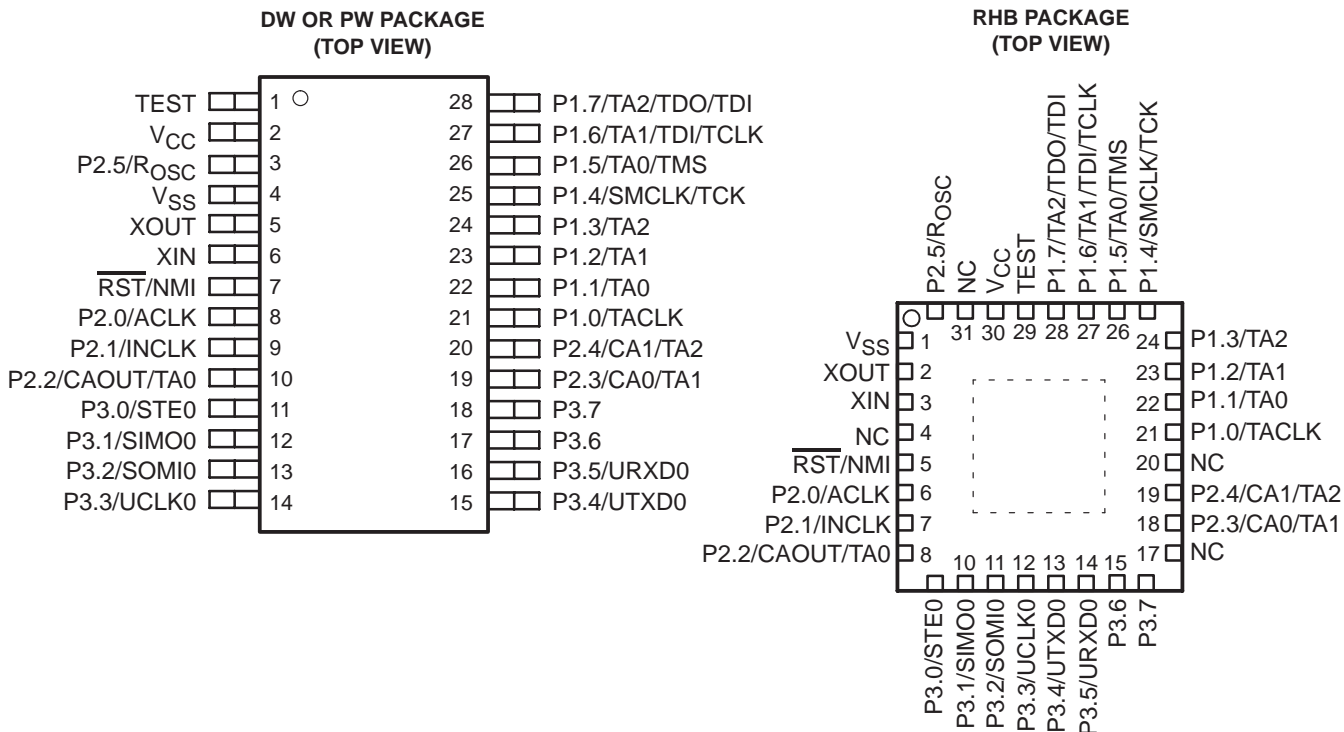 DW OR PW PACKAGE
(TOP VIEW)
TEST 1 28 P1.7/TA2/TDO/TDI
VCC 2 27 P1.6/TA1/TDI/TCLK
P2.5/ROSC 3 26 P1.5/TA0/TMS
VSS 4 25 P1.4/SMCLK/TCK
XOUT 5 24 P1.3/TA2
XIN 6 23 P1.2/TA1
RST/NMI 7 22 P1.1/TA0
P2.0/ACLK 8 21 P1.0/TACLK
P2.1/INCLK 9 20 P2.4/CA1/TA2
P2.2/CAOUT/TA0 10 19 P2.3/CA0/TA1
P3.0/STE0 11 18 P3.7
P3.1/SIMO0 12 17 P3.6
P3.2/SOMI0 13 16 P3.5/URXD0
P3.3/UCLK0 14 15 P3.4/UTXD0
RHB PACKAGE
(TOP VIEW)
P2.5/ROSC
NC
VCC
TEST
P1.7/TA2/TDO/TDI
P1.6/TA1/TDI/TCLK
P1.5/TA0/TMS
P1.4/SMCLK/TCK
31 30 29 28 27 26
VSS 1 24 P1.3/TA2
XOUT 2 23 P1.2/TA1
XIN 3 22 P1.1/TA0
NC 4 21 P1.0/TACLK
RST/NMI 5 20 NC
P2.0/ACLK 6 19 P2.4/CA1/TA2
P2.1/INCLK 7 18 P2.3/CA0/TA1
P2.2/CAOUT/TA0 8 17 NC
10 11 12 13 14 15
P3.0/STE0
P3.1/SIMO0
P3.2/SOMI0
P3.3/UCLK0
P3.4/UTXD0
P3.5/URXD0
P3.6
P3.7